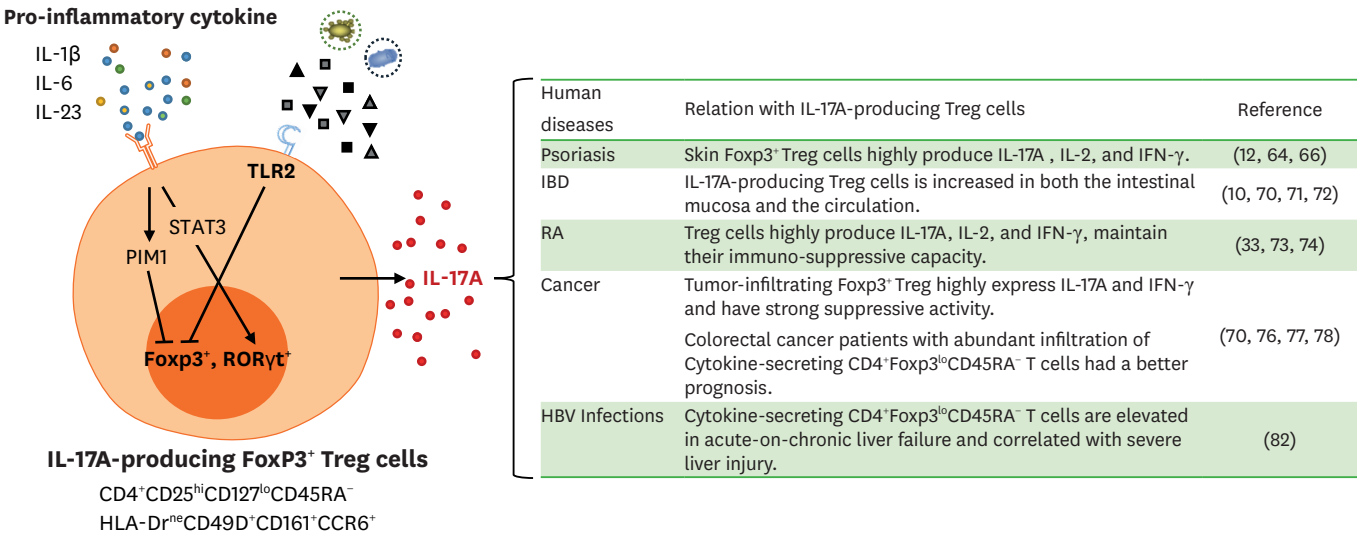 Pro-inflammatory cytokine
IL-1β
IL-6
IL-23
TLR2
STAT3
PIM1
Foxp3⁺, RORγt⁺
IL-17A
IL-17A-producing FoxP3⁺ Treg cells
CD4⁺CD25ʰⁱCD127ˡᵒCD45RA⁻
HLA-DrⁿᵉCD49D⁺CD161⁺CCR6⁺
Human
diseases
Relation with IL-17A-producing Treg cells
Reference
Psoriasis
Skin Foxp3⁺ Treg cells highly produce IL-17A , IL-2, and IFN-γ.
(12, 64, 66)
IBD
IL-17A-producing Treg cells is increased in both the intestinal
mucosa and the circulation.
(10, 70, 71, 72)
RA
Treg cells highly produce IL-17A, IL-2, and IFN-γ, maintain
their immuno-suppressive capacity.
(33, 73, 74)
Cancer
Tumor-infiltrating Foxp3⁺ Treg highly express IL-17A and IFN-γ
and have strong suppressive activity.
Colorectal cancer patients with abundant infiltration of
Cytokine-secreting CD4⁺Foxp3ˡᵒCD45RA⁻ T cells had a better
prognosis.
(70, 76, 77, 78)
HBV Infections
Cytokine-secreting CD4⁺Foxp3ˡᵒCD45RA⁻ T cells are elevated
in acute-on-chronic liver failure and correlated with severe
liver injury.
(82)